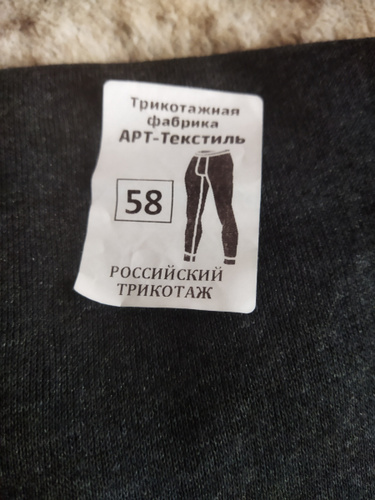 Трикотажная
фабрика
АРТ-Текстиль
58
РОССИЙСКИЙ
ТРИКОТАЖ